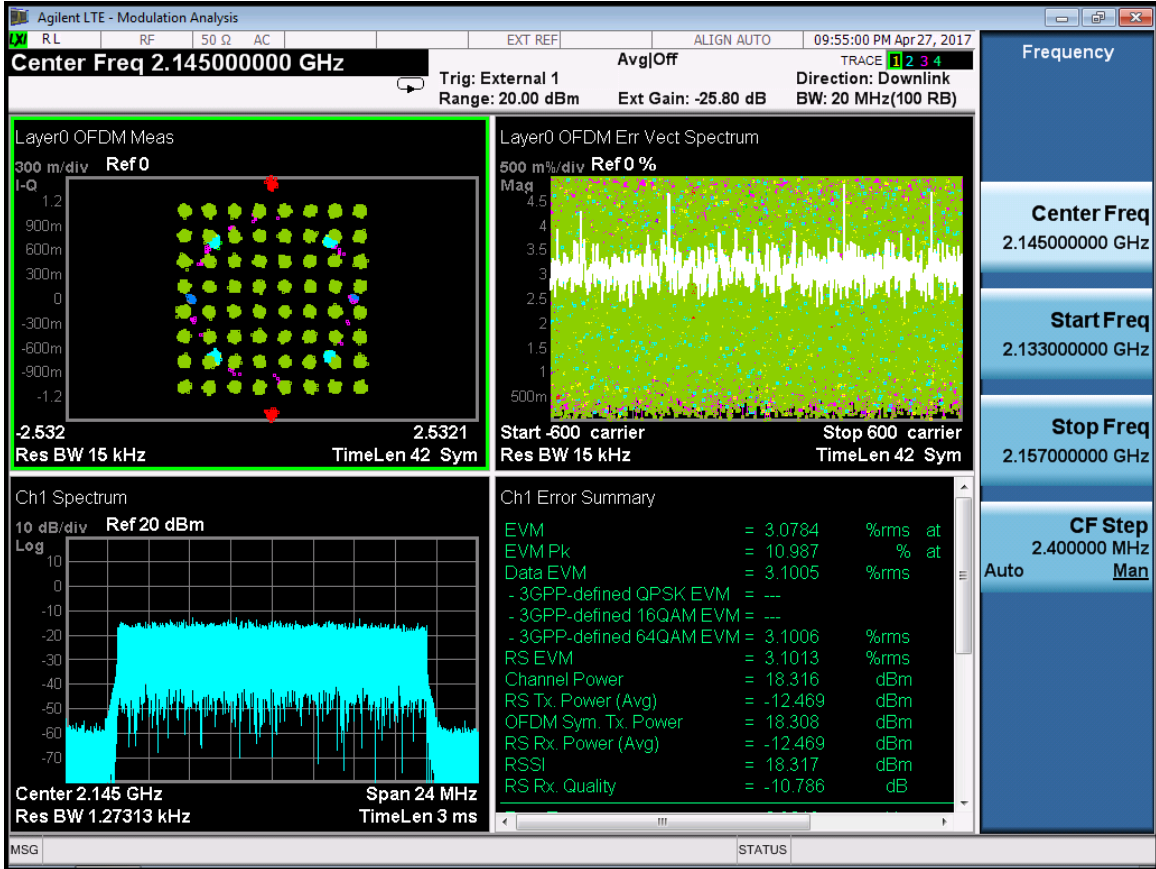 Agilent LTE - Modulation Analysis
LXI RL RF 50 Ω AC EXT REF ALIGN AUTO 09:55:00 PM Apr 27, 2017
Center Freq 2.145000000 GHz
Trig: External 1
Range: 20.00 dBm
Avg|Off
Ext Gain: -25.80 dB
TRACE 1 2 3 4
Direction: Downlink
BW: 20 MHz(100 RB)
Layer0 OFDM Meas
300 m/div Ref 0
I-Q
1.2
900m
600m
300m
0
-300m
-600m
-900m
-1.2
-2.532 2.5321
Res BW 15 kHz TimeLen 42 Sym
Layer0 OFDM Err Vect Spectrum
500 m%/div Ref 0 %
Mag
4.5
4
3.5
3
2.5
2
1.5
1
500m
Start -600 carrier Stop 600 carrier
Res BW 15 kHz TimeLen 42 Sym
Ch1 Spectrum
10 dB/div Ref 20 dBm
Log
10
0
-10
-20
-30
-40
-50
-60
-70
Center 2.145 GHz Span 24 MHz
Res BW 1.27313 kHz TimeLen 3 ms
Ch1 Error Summary
EVM = 3.0784 %rms at
EVM Pk = 10.987 % at
Data EVM = 3.1005 %rms
- 3GPP-defined QPSK EVM = ---
- 3GPP-defined 16QAM EVM = ---
- 3GPP-defined 64QAM EVM = 3.1006 %rms
RS EVM = 3.1013 %rms
Channel Power = 18.316 dBm
RS Tx. Power (Avg) = -12.469 dBm
OFDM Sym. Tx. Power = 18.308 dBm
RS Rx. Power (Avg) = -12.469 dBm
RSSI = 18.317 dBm
RS Rx. Quality = -10.786 dB
Frequency
Center Freq
2.145000000 GHz
Start Freq
2.133000000 GHz
Stop Freq
2.157000000 GHz
CF Step
2.400000 MHz
Auto Man
MSG STATUS